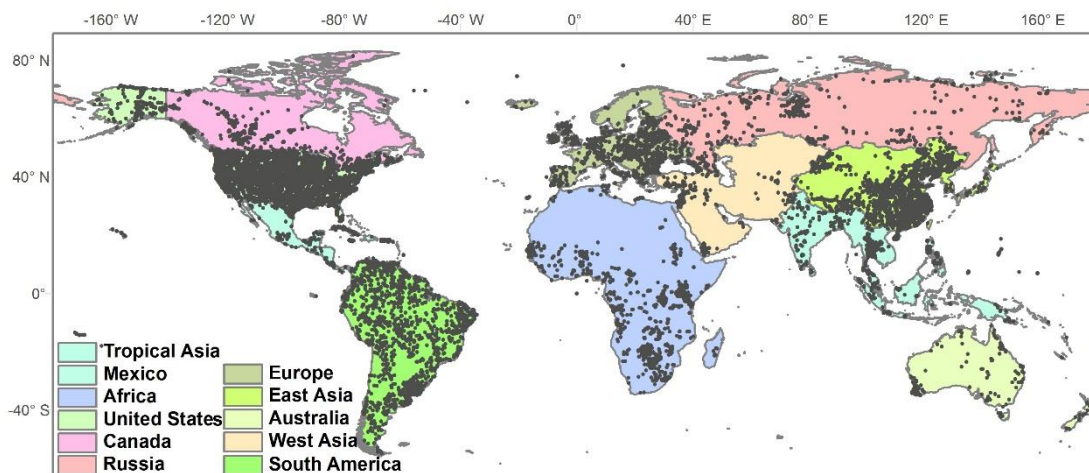 -160° W -120° W -80° W -40° W 0° 40° E 80° E 120° E 160° E
80° N
40° N
0°
-40° S
Tropical Asia
Mexico
Africa
United States
Canada
Russia
Europe
East Asia
Australia
West Asia
South America